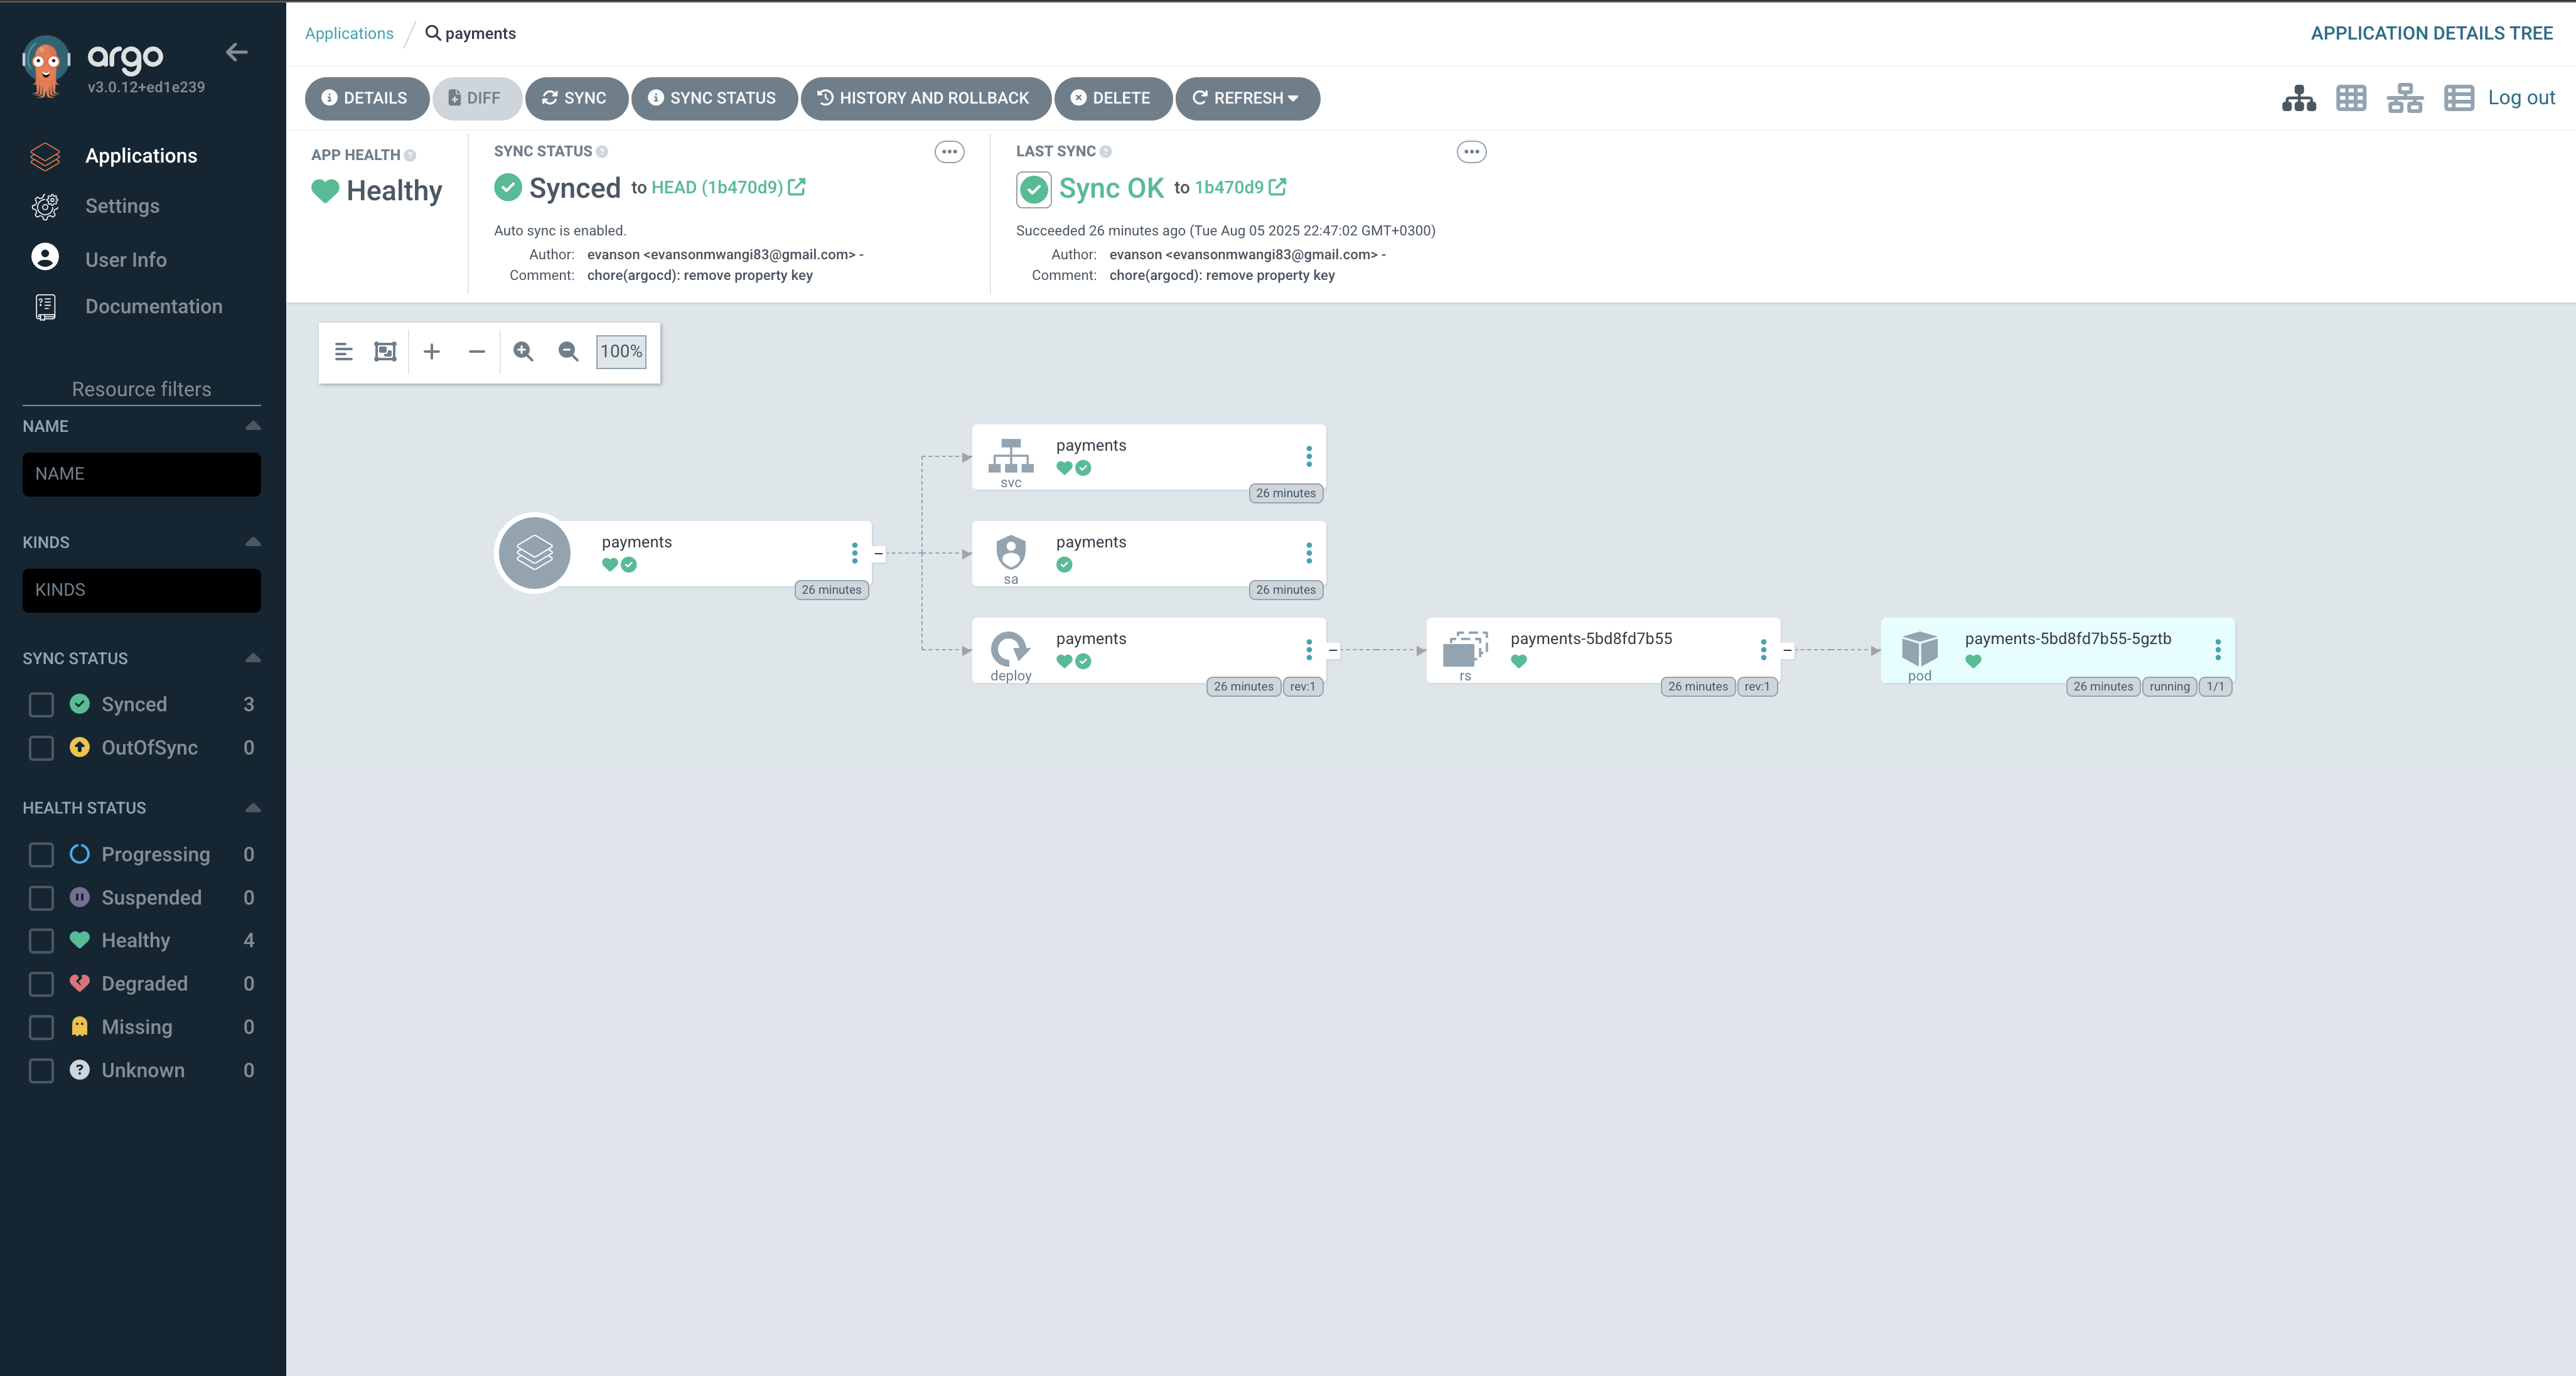 argo
v3.0.12+ed1e239
Applications
Settings
User Info
Documentation
Resource filters
NAME
NAME
KINDS
KINDS
SYNC STATUS
Synced 3
OutOfSync 0
HEALTH STATUS
Progressing 0
Suspended 0
Healthy 4
Degraded 0
Missing 0
Unknown 0
Applications / payments
APPLICATION DETAILS TREE
DETAILS DIFF SYNC SYNC STATUS HISTORY AND ROLLBACK DELETE REFRESH
Log out
APP HEALTH
Healthy
SYNC STATUS
Synced to HEAD (1b470d9)
Auto sync is enabled.
Author: evanson <evansonmwangi83@gmail.com> -
Comment: chore(argocd): remove property key
LAST SYNC
Sync OK to 1b470d9
Succeeded 26 minutes ago (Tue Aug 05 2025 22:47:02 GMT+0300)
Author: evanson <evansonmwangi83@gmail.com> -
Comment: chore(argocd): remove property key
100%
payments
26 minutes
payments
svc
26 minutes
payments
sa
26 minutes
payments
deploy
26 minutes rev:1
payments-5bd8fd7b55
rs
26 minutes rev:1
payments-5bd8fd7b55-5gztb
pod
26 minutes running 1/1